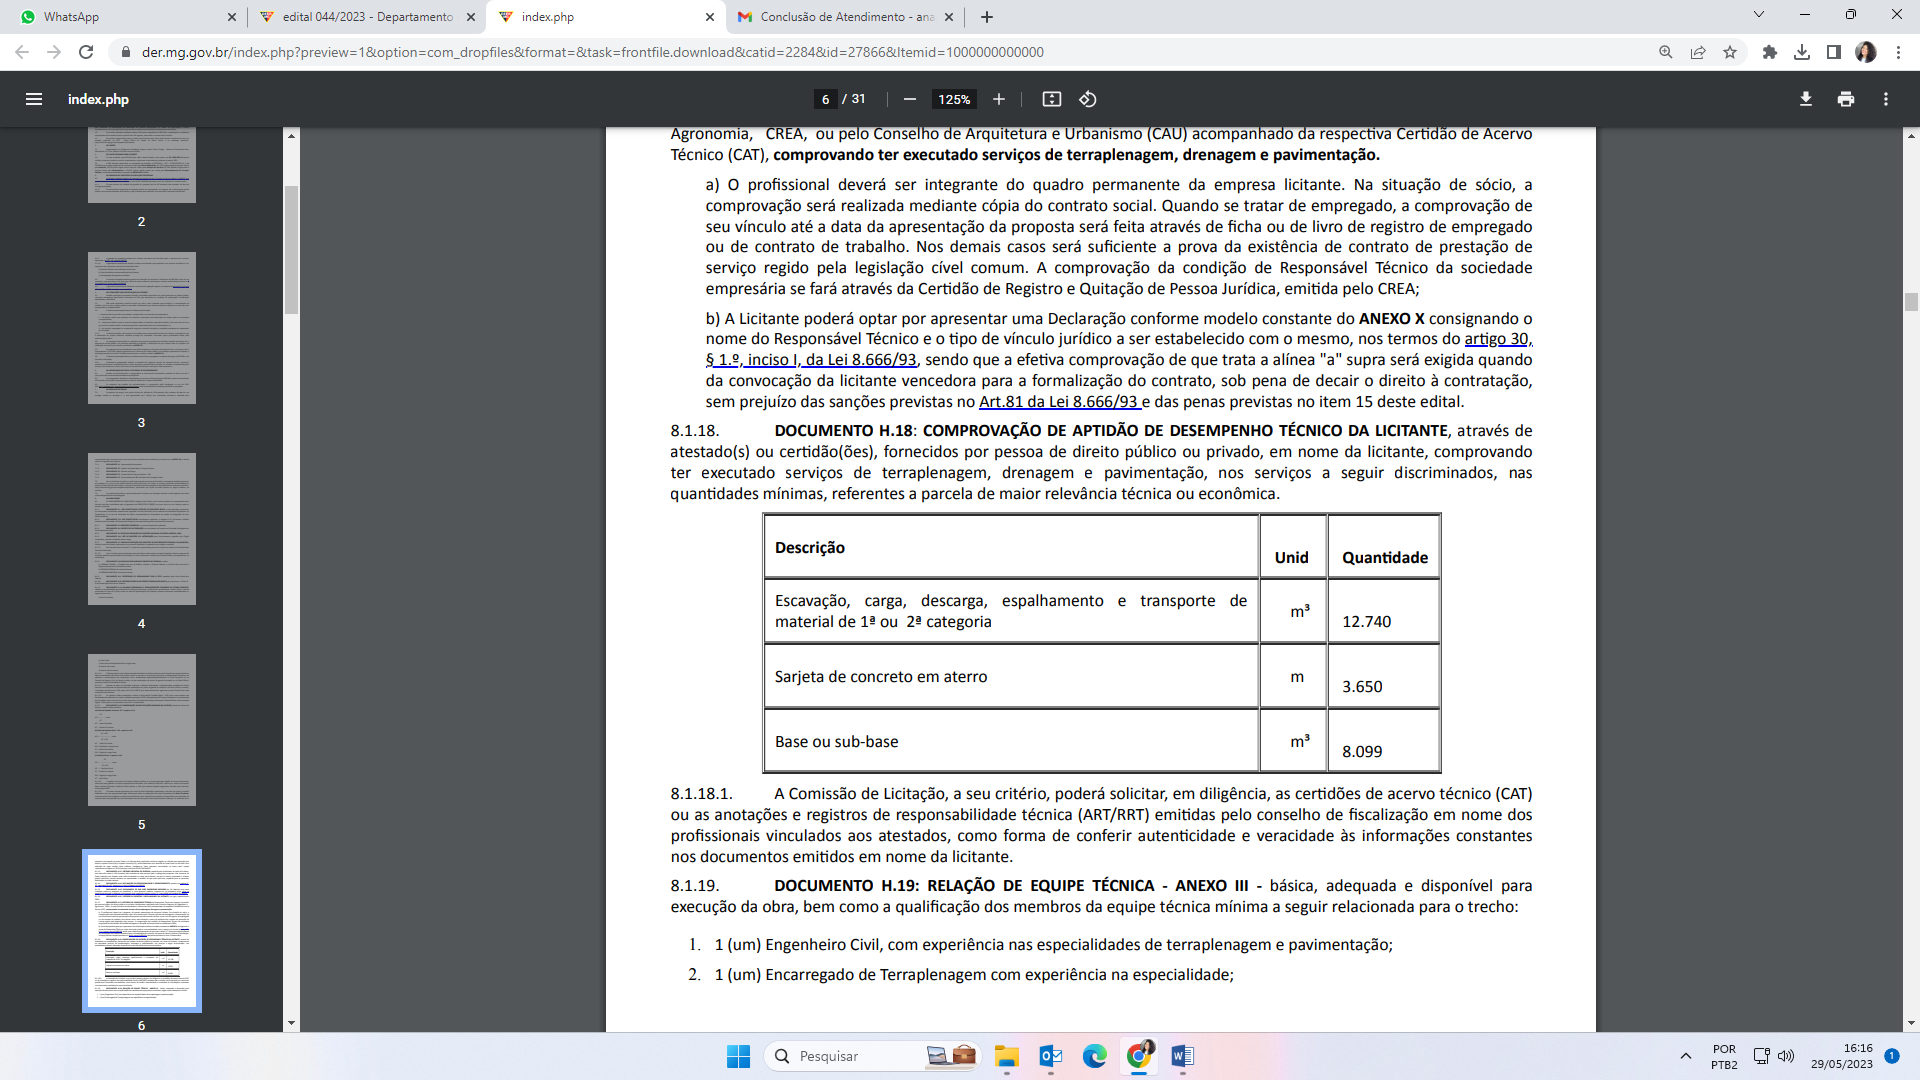 WhatsApp
edital 044/2023 - Departamento
index.php
Conclusão de Atendimento - ana
der.mg.gov.br/index.php?preview=1&option=com_dropfiles&format=&task=frontfile.download&catid=2284&id=27866&Itemid=1000000000000
index.php
6 / 31
125%
2
3
4
5
6
Agronomia, CREA, ou pelo Conselho de Arquitetura e Urbanismo (CAU) acompanhado da respectiva Certidão de Acervo
Técnico (CAT), comprovando ter executado serviços de terraplenagem, drenagem e pavimentação.
a) O profissional deverá ser integrante do quadro permanente da empresa licitante. Na situação de sócio, a
comprovação será realizada mediante cópia do contrato social. Quando se tratar de empregado, a comprovação de
seu vínculo até a data da apresentação da proposta será feita através de ficha ou de livro de registro de empregado
ou de contrato de trabalho. Nos demais casos será suficiente a prova da existência de contrato de prestação de
serviço regido pela legislação cível comum. A comprovação da condição de Responsável Técnico da sociedade
empresária se fará através da Certidão de Registro e Quitação de Pessoa Jurídica, emitida pelo CREA;
b) A Licitante poderá optar por apresentar uma Declaração conforme modelo constante do ANEXO X consignando o
nome do Responsável Técnico e o tipo de vínculo jurídico a ser estabelecido com o mesmo, nos termos do artigo 30,
§ 1.º, inciso I, da Lei 8.666/93, sendo que a efetiva comprovação de que trata a alínea "a" supra será exigida quando
da convocação da licitante vencedora para a formalização do contrato, sob pena de decair o direito à contratação,
sem prejuízo das sanções previstas no Art.81 da Lei 8.666/93 e das penas previstas no item 15 deste edital.
8.1.18. DOCUMENTO H.18: COMPROVAÇÃO DE APTIDÃO DE DESEMPENHO TÉCNICO DA LICITANTE, através de
atestado(s) ou certidão(ões), fornecidos por pessoa de direito público ou privado, em nome da licitante, comprovando
ter executado serviços de terraplenagem, drenagem e pavimentação, nos serviços a seguir discriminados, nas
quantidades mínimas, referentes a parcela de maior relevância técnica ou econômica.
Descrição Unid Quantidade
Escavação, carga, descarga, espalhamento e transporte de
material de 1ª ou 2ª categoria m³ 12.740
Sarjeta de concreto em aterro m 3.650
Base ou sub-base m³ 8.099
8.1.18.1. A Comissão de Licitação, a seu critério, poderá solicitar, em diligência, as certidões de acervo técnico (CAT)
ou as anotações e registros de responsabilidade técnica (ART/RRT) emitidas pelo conselho de fiscalização em nome dos
profissionais vinculados aos atestados, como forma de conferir autenticidade e veracidade às informações constantes
nos documentos emitidos em nome da licitante.
8.1.19. DOCUMENTO H.19: RELAÇÃO DE EQUIPE TÉCNICA - ANEXO III - básica, adequada e disponível para
execução da obra, bem como a qualificação dos membros da equipe técnica mínima a seguir relacionada para o trecho:
1. 1 (um) Engenheiro Civil, com experiência nas especialidades de terraplenagem e pavimentação;
2. 1 (um) Encarregado de Terraplenagem com experiência na especialidade;
Pesquisar
POR
PTB2
16:16
29/05/2023
1